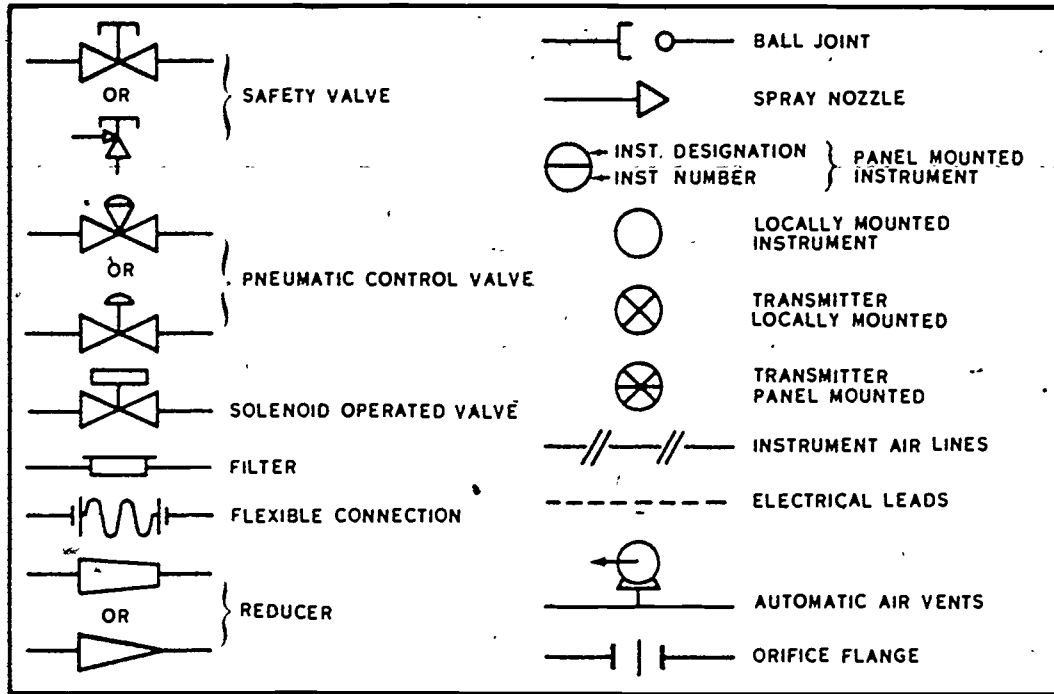 OR
SAFETY VALVE
OR
PNEUMATIC CONTROL VALVE
SOLENOID OPERATED VALVE
FILTER
FLEXIBLE CONNECTION
OR
REDUCER
BALL JOINT
SPRAY NOZZLE
INST. DESIGNATION
INST NUMBER
PANEL MOUNTED
INSTRUMENT
LOCALLY MOUNTED
INSTRUMENT
TRANSMITTER
LOCALLY MOUNTED
TRANSMITTER
PANEL MOUNTED
INSTRUMENT AIR LINES
ELECTRICAL LEADS
AUTOMATIC AIR VENTS
ORIFICE FLANGE